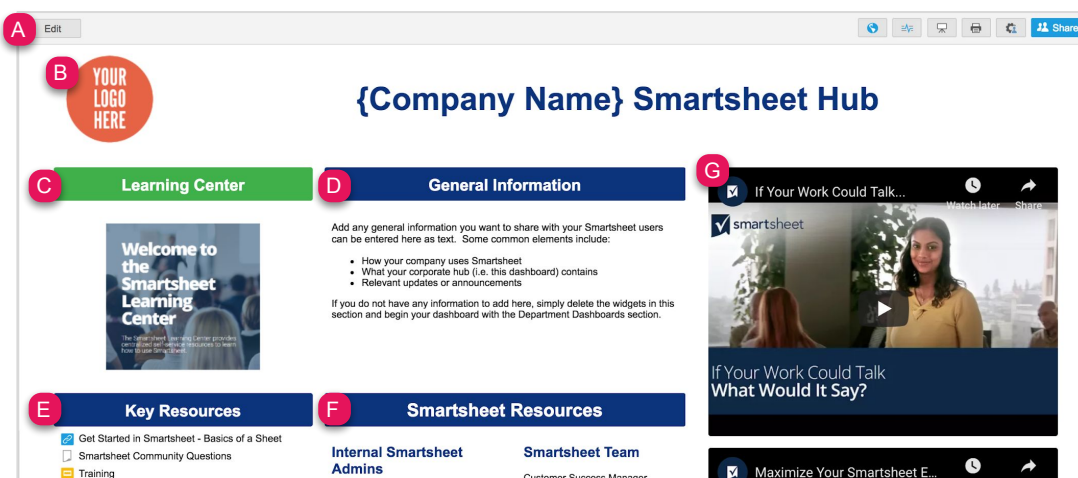 A
Edit
Share
B
YOUR
LOGO
HERE
{Company Name} Smartsheet Hub
C
Learning Center
Welcome to
the
Smartsheet
Learning
Center
The Smartsheet Learning Center provides
centralized self-service resources to learn
how to use Smartsheet.
D
General Information
Add any general information you want to share with your Smartsheet users
can be entered here as text. Some common elements include:
How your company uses Smartsheet
What your corporate hub (i.e. this dashboard) contains
Relevant updates or announcements
If you do not have any information to add here, simply delete the widgets in this
section and begin your dashboard with the Department Dashboards section.
G
If Your Work Could Talk...
Watch later
Share
smartsheet
If Your Work Could Talk
What Would It Say?
E
Key Resources
Get Started in Smartsheet - Basics of a Sheet
Smartsheet Community Questions
Training
F
Smartsheet Resources
Internal Smartsheet
Admins
Smartsheet Team
Customer Success Manager
Maximize Your Smartsheet E...